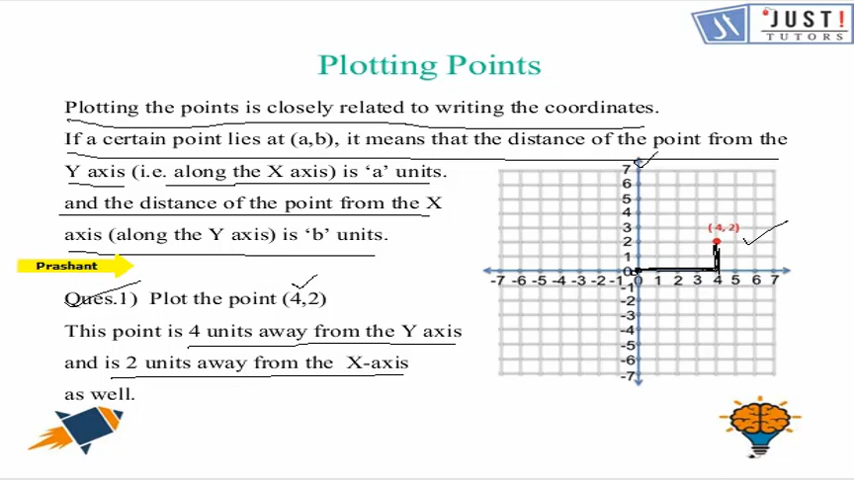 JUST!
TUTORS
Plotting Points
Plotting the points is closely related to writing the coordinates.
If a certain point lies at (a,b), it means that the distance of the point from the
Y axis (i.e. along the X axis) is ‘a’ units.
and the distance of the point from the X
axis (along the Y axis) is ‘b’ units.
Prashant
Ques.1) Plot the point (4,2)
This point is 4 units away from the Y axis
and is 2 units away from the X-axis
as well.
7
6
5
4
3
(4,2)
2
1
0
-7 -6 -5 -4 -3 -2 -1 0 1 2 3 4 5 6 7
-1
-2
-3
-4
-5
-6
-7